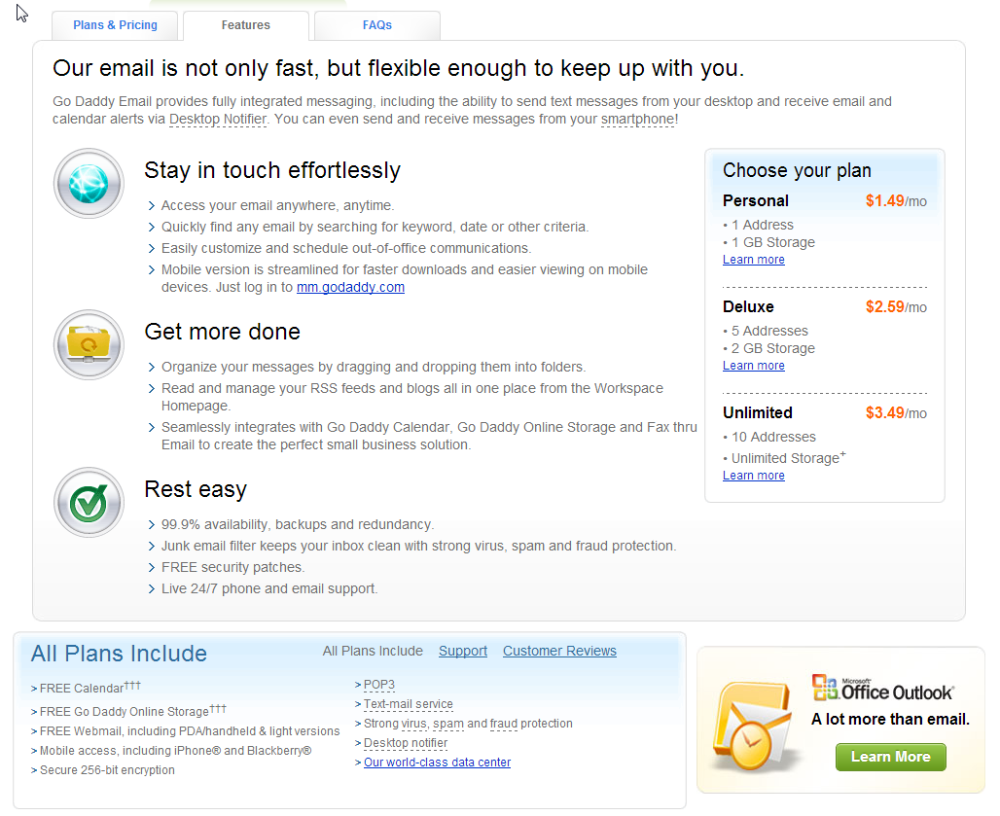 Plans & Pricing
Features
FAQs
Our email is not only fast, but flexible enough to keep up with you.
Go Daddy Email provides fully integrated messaging, including the ability to send text messages from your desktop and receive email and
calendar alerts via Desktop Notifier. You can even send and receive messages from your smartphone!
Stay in touch effortlessly
> Access your email anywhere, anytime.
> Quickly find any email by searching for keyword, date or other criteria.
> Easily customize and schedule out-of-office communications.
> Mobile version is streamlined for faster downloads and easier viewing on mobile
devices. Just log in to mm.godaddy.com
Get more done
> Organize your messages by dragging and dropping them into folders.
> Read and manage your RSS feeds and blogs all in one place from the Workspace
Homepage.
> Seamlessly integrates with Go Daddy Calendar, Go Daddy Online Storage and Fax thru
Email to create the perfect small business solution.
Rest easy
> 99.9% availability, backups and redundancy.
> Junk email filter keeps your inbox clean with strong virus, spam and fraud protection.
> FREE security patches.
> Live 24/7 phone and email support.
Choose your plan
Personal $1.49/mo
• 1 Address
• 1 GB Storage
Learn more
Deluxe $2.59/mo
• 5 Addresses
• 2 GB Storage
Learn more
Unlimited $3.49/mo
• 10 Addresses
• Unlimited Storage+
Learn more
All Plans Include
All Plans Include Support Customer Reviews
> FREE Calendar†††
> FREE Go Daddy Online Storage†††
> FREE Webmail, including PDA/handheld & light versions
> Mobile access, including iPhone® and Blackberry®
> Secure 256-bit encryption
> POP3
> Text-mail service
> Strong virus, spam and fraud protection
> Desktop notifier
> Our world-class data center
Microsoft®
Office Outlook®
A lot more than email.
Learn More